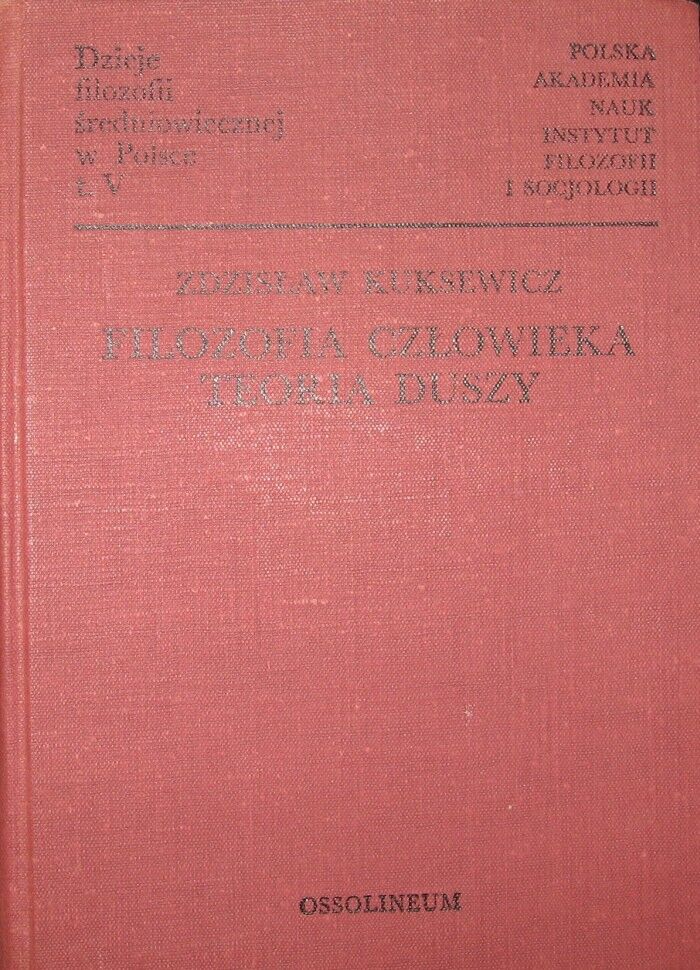 Dzieje
filozofii
średniowiecznej
w Polsce
t. V
POLSKA
AKADEMIA
NAUK
INSTYTUT
FILOZOFII
I SOCJOLOGII
ZDZISŁAW KUKSEWICZ
FILOZOFIA CZŁOWIEKA
TEORIA DUSZY
OSSOLINEUM